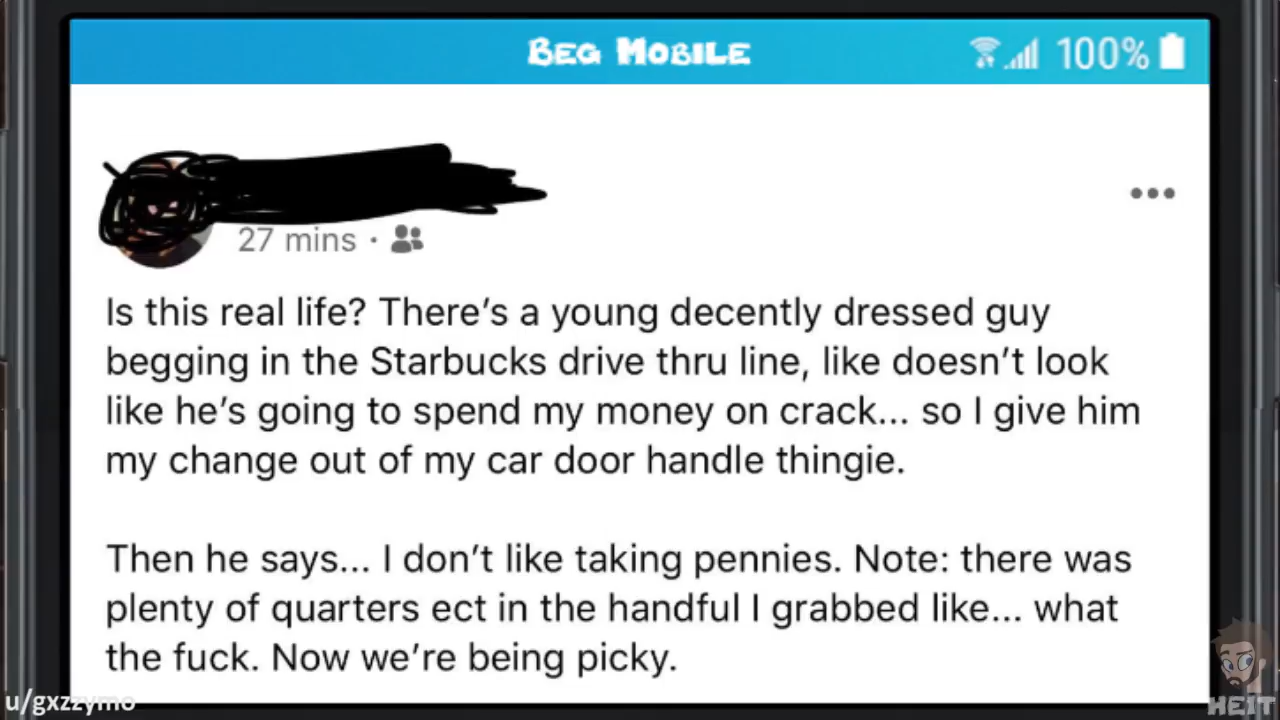 BEG MOBILE
100%
27 mins ·
Is this real life? There's a young decently dressed guy
begging in the Starbucks drive thru line, like doesn't look
like he's going to spend my money on crack... so I give him
my change out of my car door handle thingie.
Then he says... I don't like taking pennies. Note: there was
plenty of quarters ect in the handful I grabbed like... what
the fuck. Now we're being picky.
u/gxzzymo
HEIT